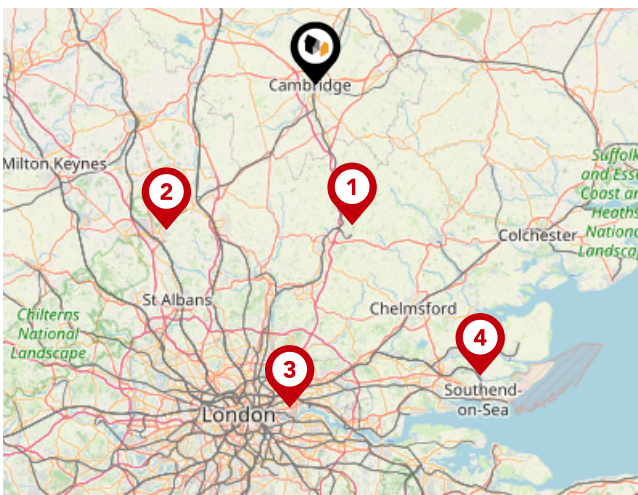 Cambridge
Milton Keynes
Suffolk
and Esse
Coast an
Heaths
Nationa
Landscap
1
2
Colchester
St Albans
Chelmsford
Chilterns
National
Landscape
4
3
Southend-
on-Sea
London